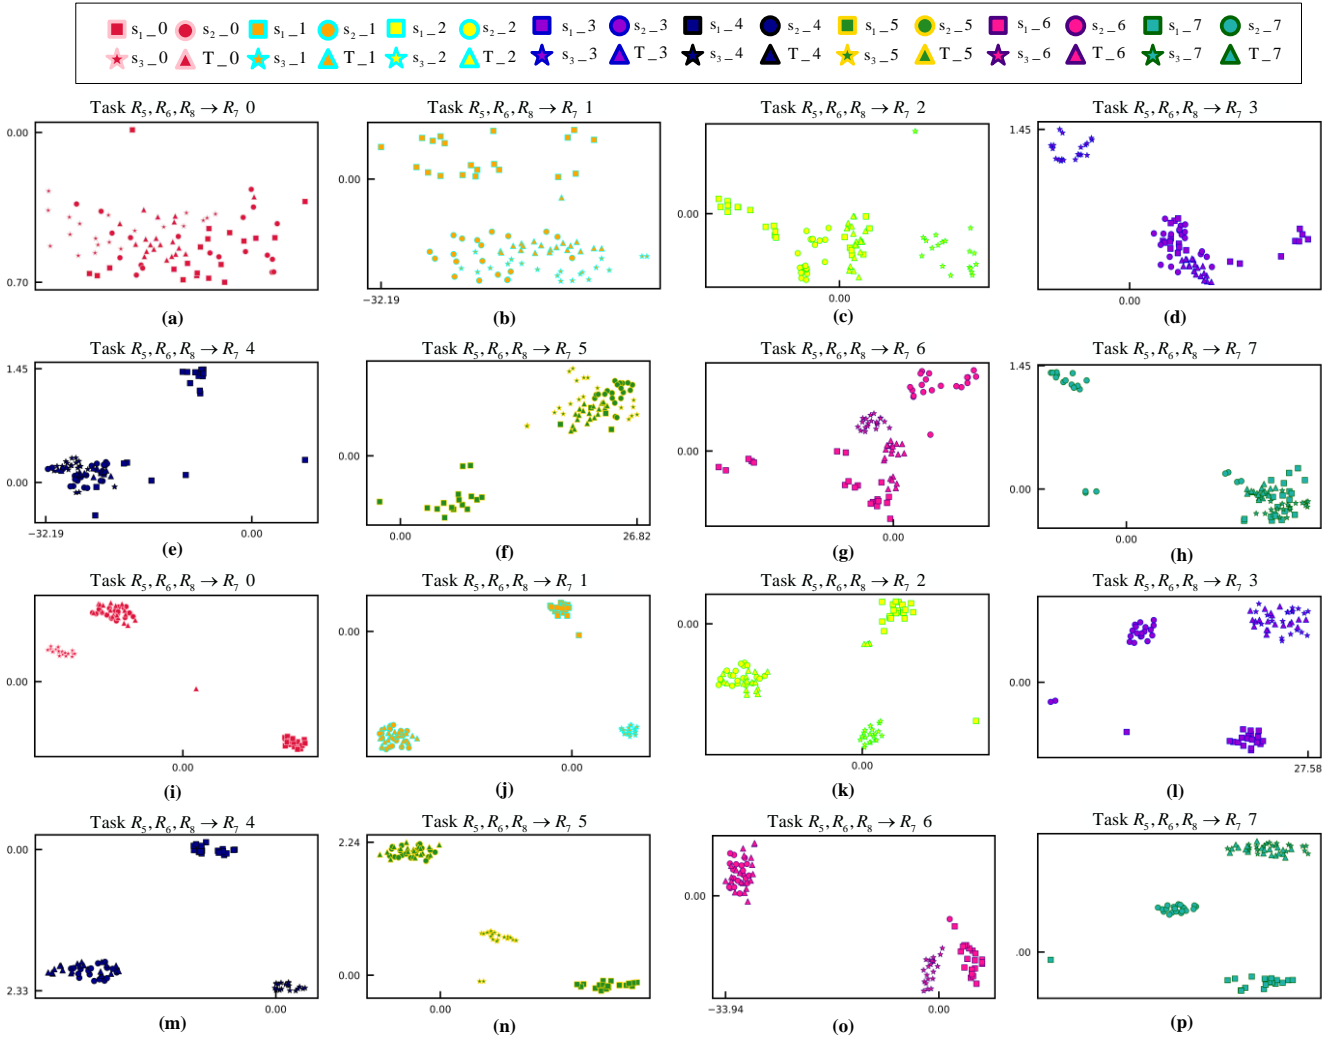 s₁_0 s₂_0 s₁_1 s₂_1 s₁_2 s₂_2 s₁_3 s₂_3 s₁_4 s₂_4 s₁_5 s₂_5 s₁_6 s₂_6 s₁_7 s₂_7
s₃_0 T_0 s₃_1 T_1 s₃_2 T_2 s₃_3 T_3 s₃_4 T_4 s₃_5 T_5 s₃_6 T_6 s₃_7 T_7
Task R₅, R₆, R₈ → R₇ 0
0.00
0.70
(a)
Task R₅, R₆, R₈ → R₇ 1
0.00
−32.19
(b)
Task R₅, R₆, R₈ → R₇ 2
0.00
0.00
(c)
Task R₅, R₆, R₈ → R₇ 3
1.45
0.00
(d)
Task R₅, R₆, R₈ → R₇ 4
1.45
0.00
−32.19 0.00
(e)
Task R₅, R₆, R₈ → R₇ 5
0.00
0.00 26.82
(f)
Task R₅, R₆, R₈ → R₇ 6
0.00
0.00
(g)
Task R₅, R₆, R₈ → R₇ 7
1.45
0.00
0.00
(h)
Task R₅, R₆, R₈ → R₇ 0
0.00
0.00
(i)
Task R₅, R₆, R₈ → R₇ 1
0.00
0.00
(j)
Task R₅, R₆, R₈ → R₇ 2
0.00
0.00
(k)
Task R₅, R₆, R₈ → R₇ 3
0.00
27.58
(l)
Task R₅, R₆, R₈ → R₇ 4
0.00
2.33
0.00
(m)
Task R₅, R₆, R₈ → R₇ 5
2.24
0.00
0.00
(n)
Task R₅, R₆, R₈ → R₇ 6
0.00
−33.94 0.00
(o)
Task R₅, R₆, R₈ → R₇ 7
.00
(p)